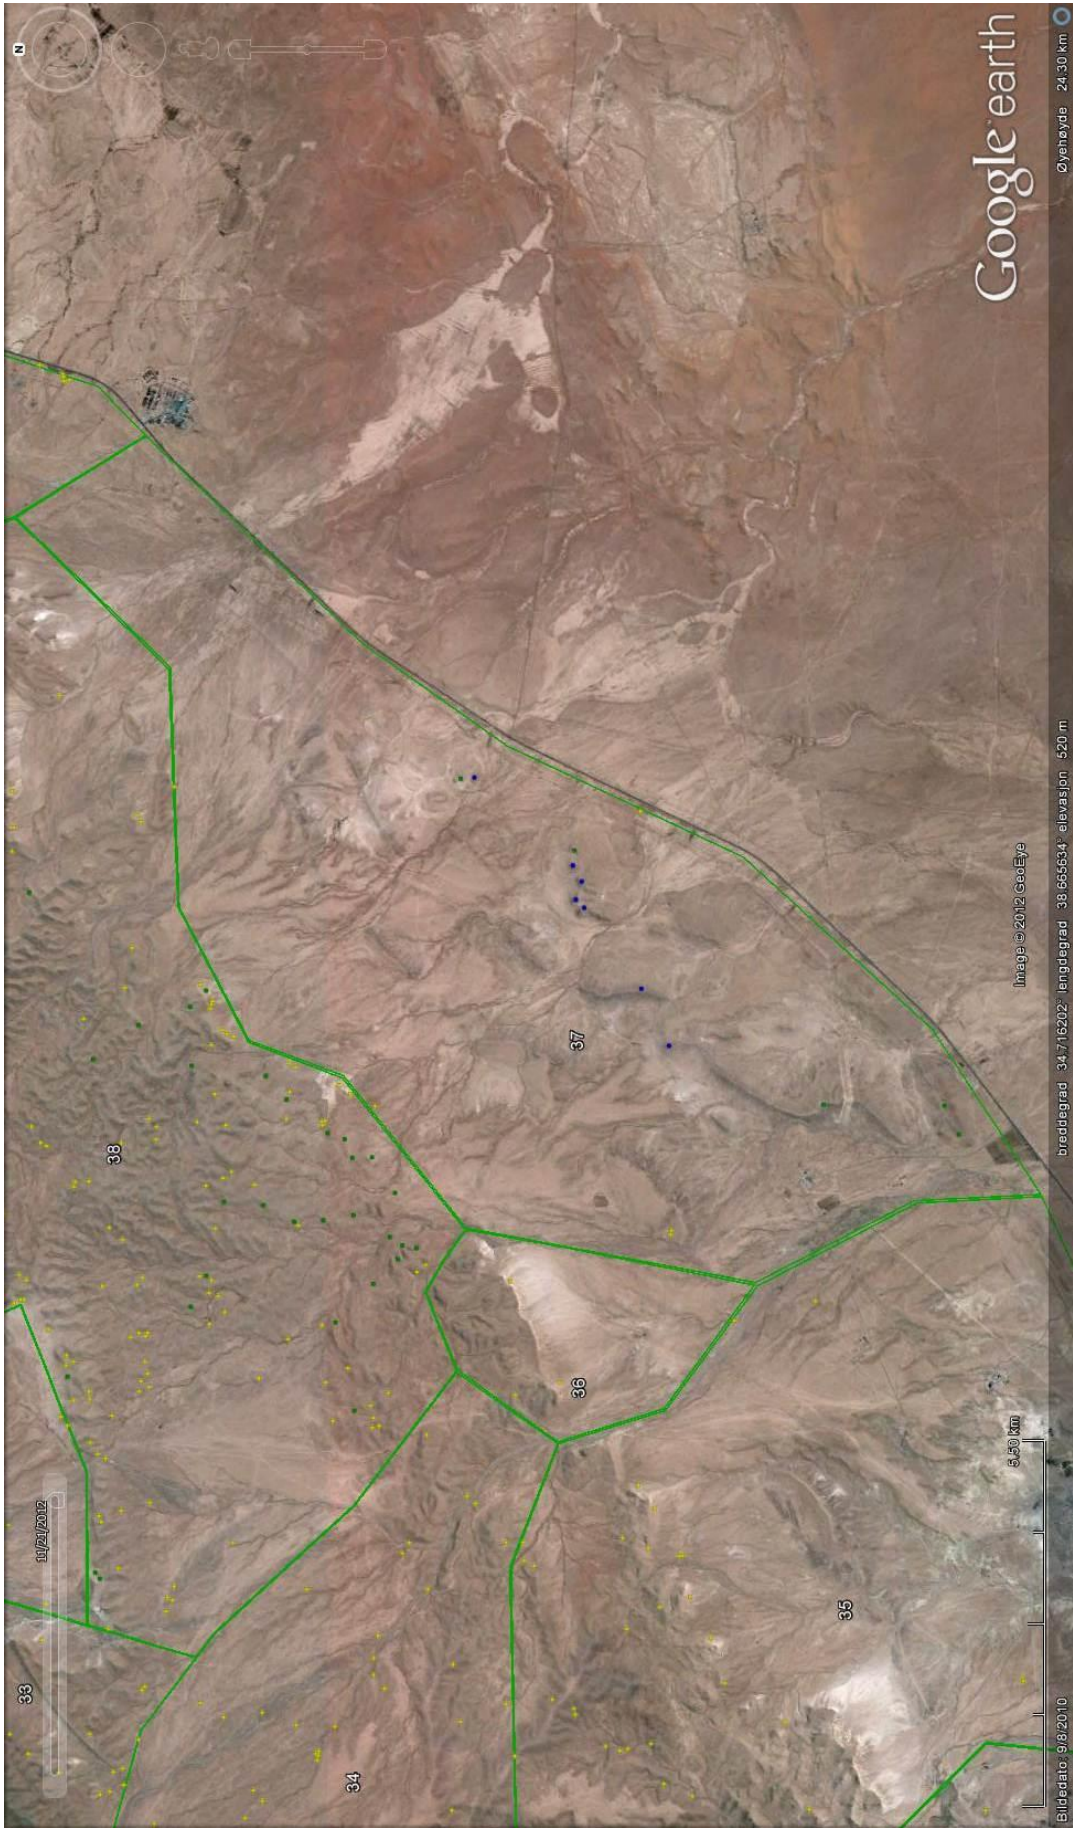 N
11/21/2012
33
34
35
36
37
38
5.50 km
Image © 2012 GeoEye
Google earth
Bildedato: 9/8/2010
breddegrad 34.716202° lengdegrad 38.665634° elevasjon 520 m
Øyehøyde 24.30 km